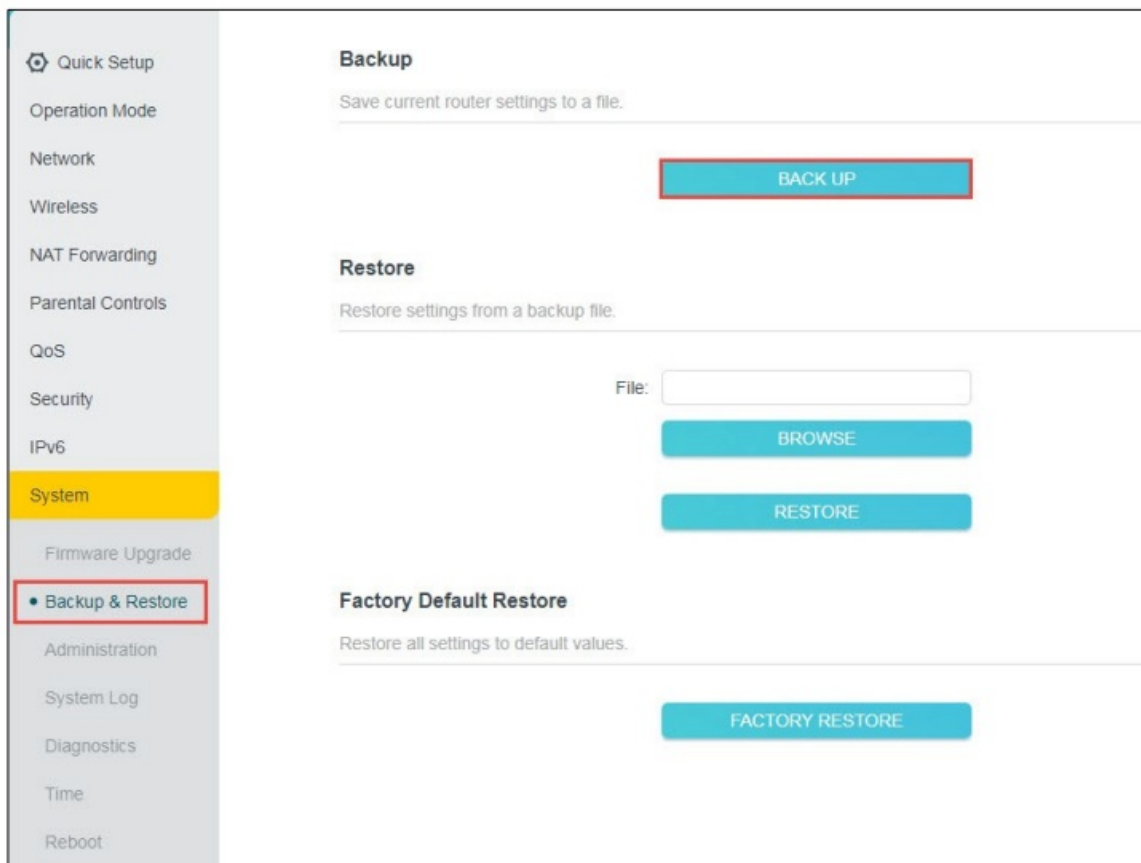 Quick Setup
Operation Mode
Network
Wireless
NAT Forwarding
Parental Controls
QoS
Security
IPv6
System
Firmware Upgrade
Backup & Restore
Administration
System Log
Diagnostics
Time
Reboot
Backup
Save current router settings to a file.
BACK UP
Restore
Restore settings from a backup file.
File:
BROWSE
RESTORE
Factory Default Restore
Restore all settings to default values.
FACTORY RESTORE